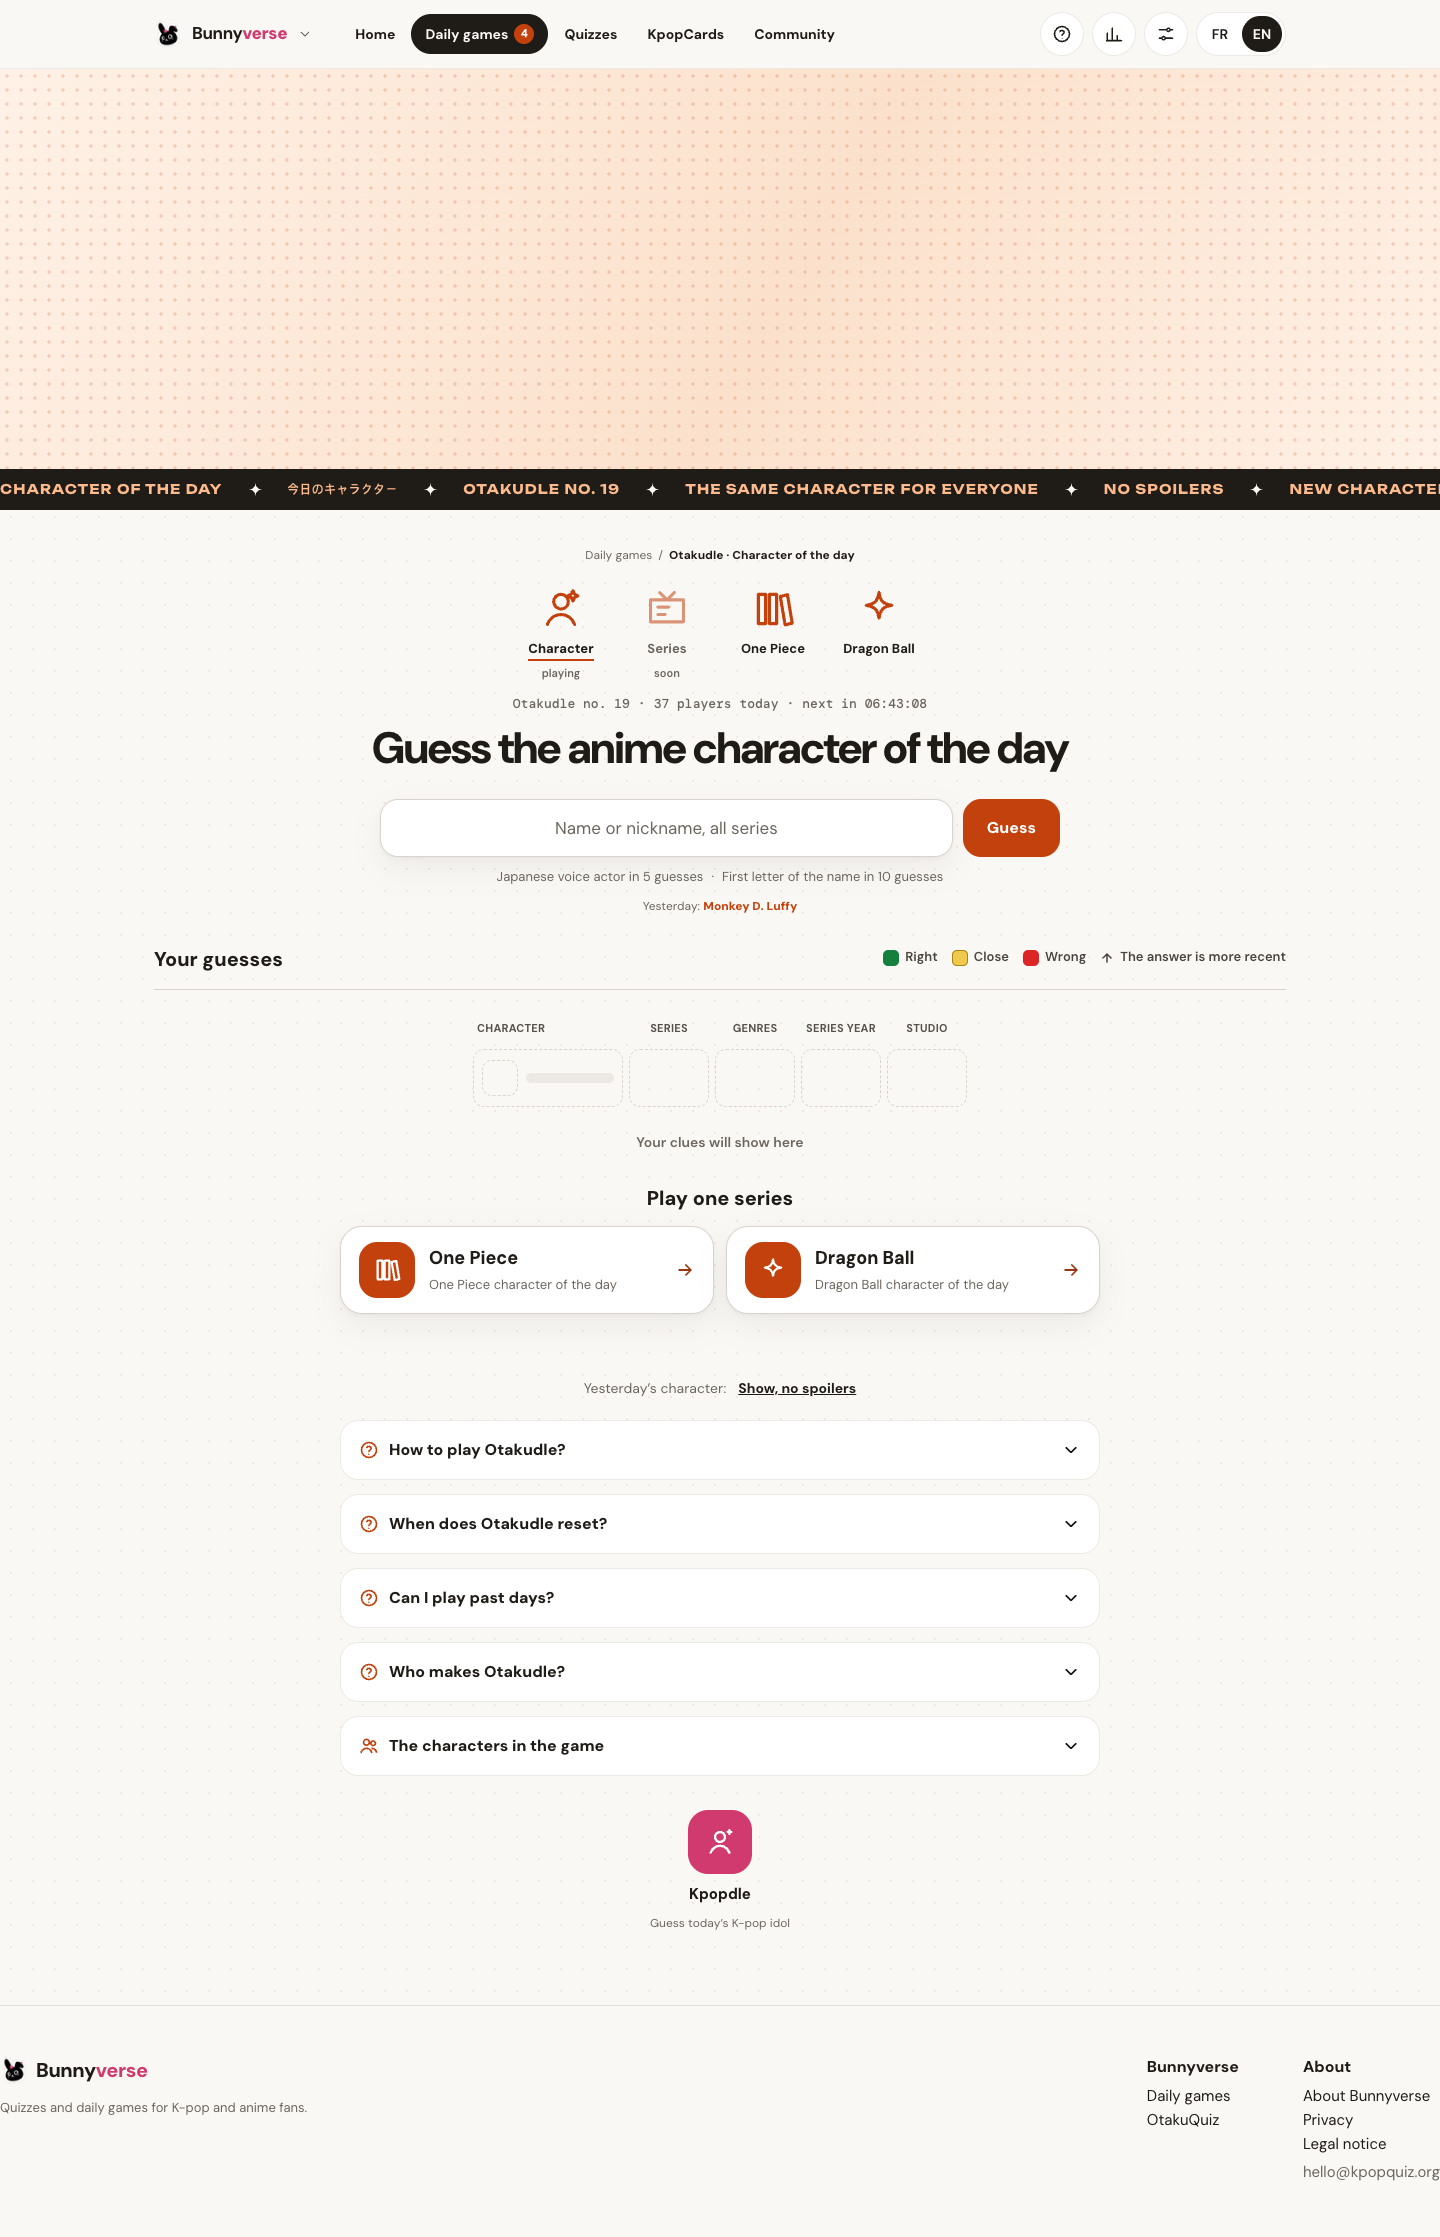 Bunnyverse
Home
Daily games 4
Quizzes
KpopCards
Community
FR
EN
CHARACTER OF THE DAY ✦ 今日のキャラクター ✦ OTAKUDLE NO. 19 ✦ THE SAME CHARACTER FOR EVERYONE ✦ NO SPOILERS ✦ NEW CHARACTER
Daily games / Otakudle · Character of the day
Character
playing
Series
soon
One Piece
Dragon Ball
Otakudle no. 19 · 37 players today · next in 06:43:08
Guess the anime character of the day
Name or nickname, all series
Guess
Japanese voice actor in 5 guesses · First letter of the name in 10 guesses
Yesterday: Monkey D. Luffy
Your guesses
Right
Close
Wrong
↑ The answer is more recent
CHARACTER
SERIES
GENRES
SERIES YEAR
STUDIO
Your clues will show here
Play one series
One Piece
One Piece character of the day
Dragon Ball
Dragon Ball character of the day
Yesterday's character: Show, no spoilers
How to play Otakudle?
When does Otakudle reset?
Can I play past days?
Who makes Otakudle?
The characters in the game
Kpopdle
Guess today's K-pop idol
Bunnyverse
Quizzes and daily games for K-pop and anime fans.
Bunnyverse
Daily games
OtakuQuiz
About
About Bunnyverse
Privacy
Legal notice
hello@kpopquiz.org